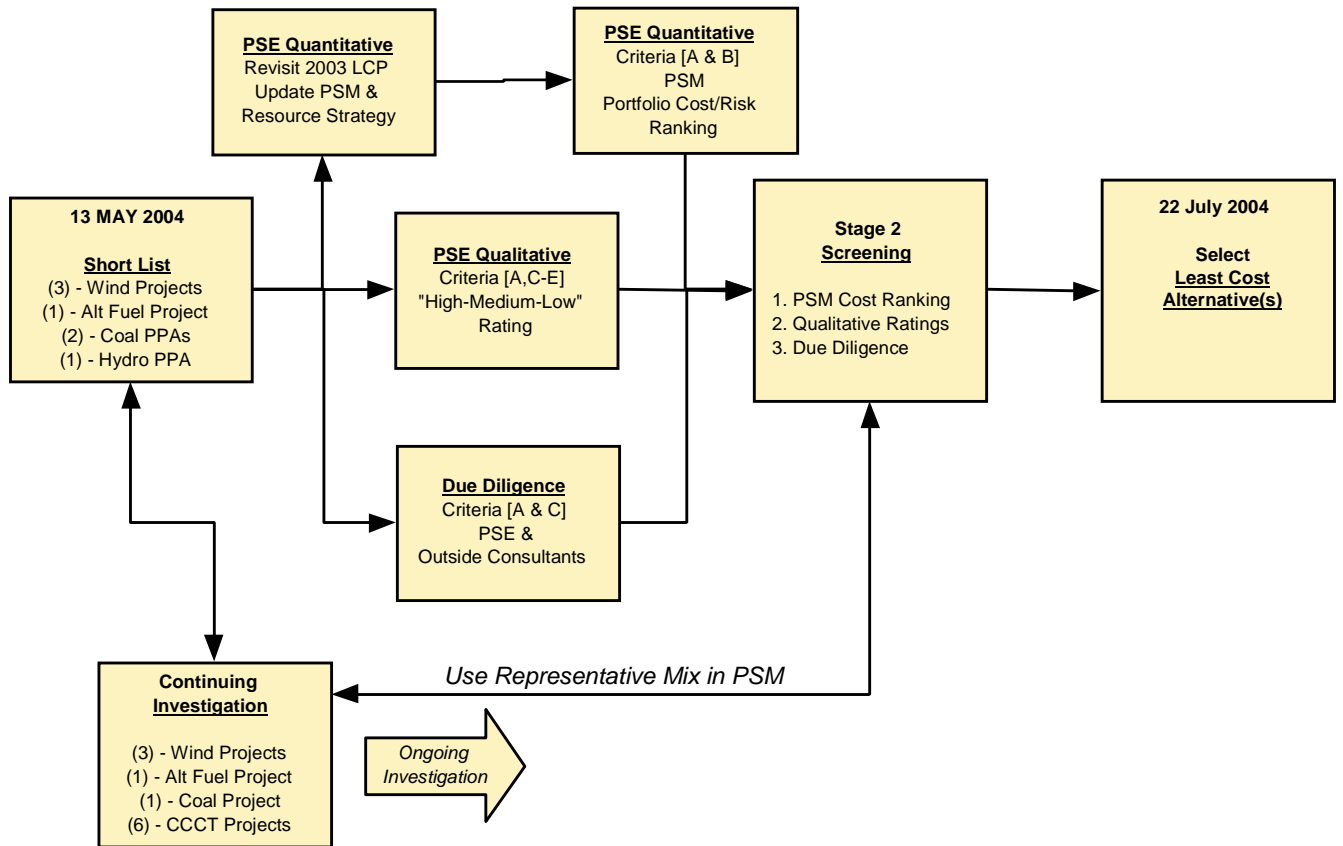 PSE Quantitative
Revisit 2003 LCP
Update PSM &
Resource Strategy
PSE Quantitative
Criteria [A & B]
PSM
Portfolio Cost/Risk
Ranking
13 MAY 2004
Short List
(3) - Wind Projects
(1) - Alt Fuel Project
(2) - Coal PPAs
(1) - Hydro PPA
PSE Qualitative
Criteria [A,C-E]
"High-Medium-Low"
Rating
Stage 2
Screening
1. PSM Cost Ranking
2. Qualitative Ratings
3. Due Diligence
22 July 2004
Select
Least Cost
Alternative(s)
Due Diligence
Criteria [A & C]
PSE &
Outside Consultants
Continuing
Investigation
(3) - Wind Projects
(1) - Alt Fuel Project
(1) - Coal Project
(6) - CCCT Projects
Use Representative Mix in PSM
Ongoing
Investigation